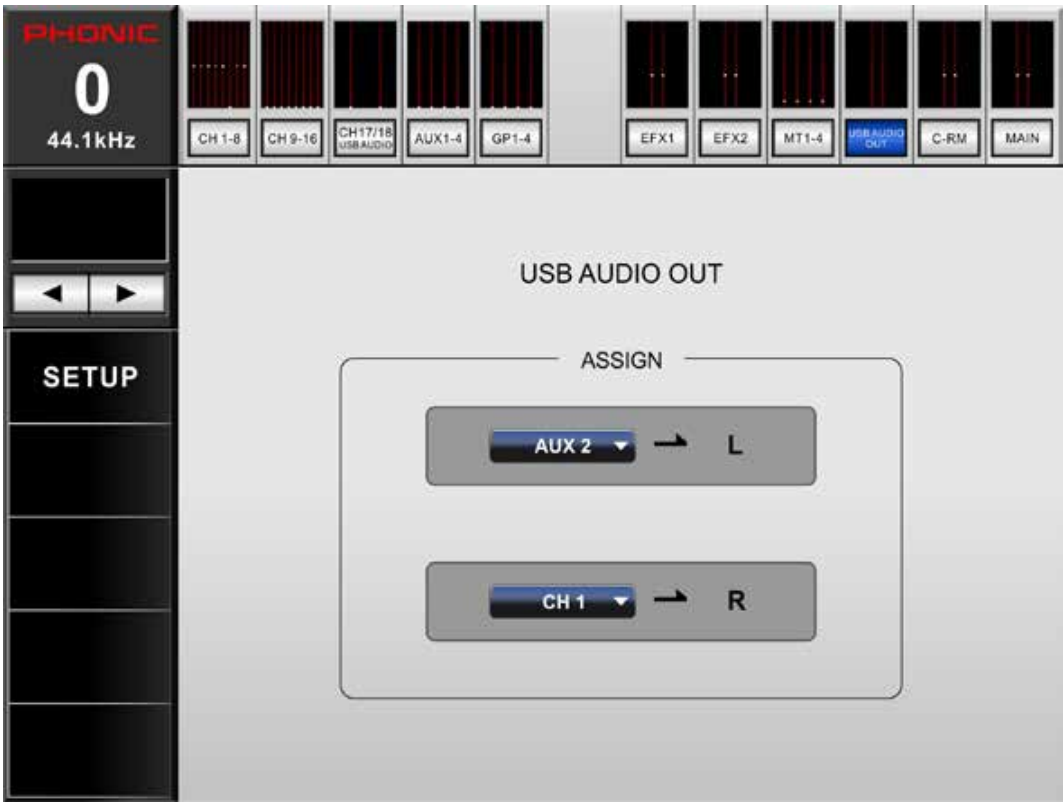 PHONIC
0
44.1kHz
CH 1-8
CH 9-16
CH17/18
USB AUDIO
AUX1-4
GP1-4
EFX1
EFX2
MT1-4
USB AUDIO
OUT
C-RM
MAIN
SETUP
USB AUDIO OUT
ASSIGN
AUX 2 L
CH 1 R